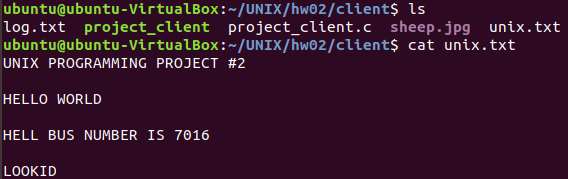 ubuntu@ubuntu-VirtualBox:~/UNIX/hw02/client$ ls
log.txt  project_client  project_client.c  sheep.jpg  unix.txt
ubuntu@ubuntu-VirtualBox:~/UNIX/hw02/client$ cat unix.txt
UNIX PROGRAMMING PROJECT #2
HELLO WORLD
HELL BUS NUMBER IS 7016
LOOKID